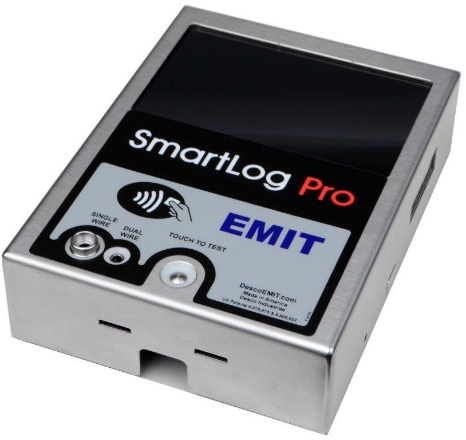 SmartLog Pro
EMIT
SINGLE
WIRE
DUAL
WIRE
TOUCH TO TEST
DescoEMIT.com
Made in America
Desco Industries